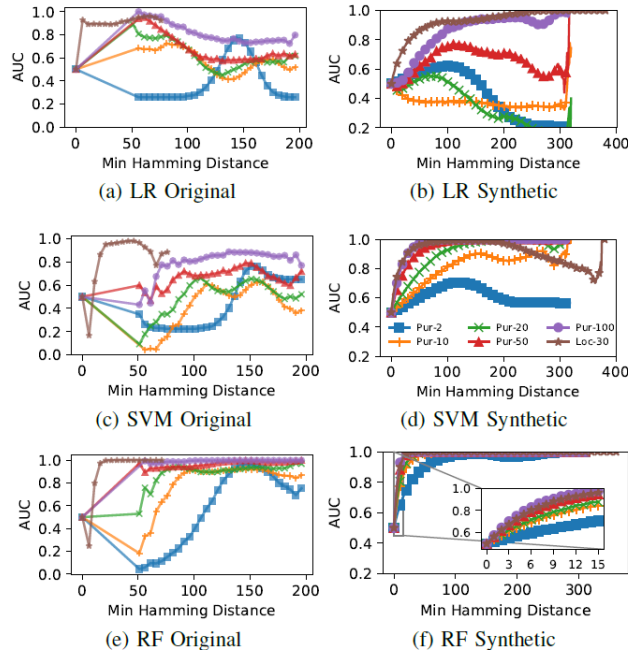 AUC
1.0
0.8
0.6
0.4
0.2
0.0
0 50 100 150 200
Min Hamming Distance
(a) LR Original
AUC
1.0
0.8
0.6
0.4
0.2
0 100 200 300 400
Min Hamming Distance
(b) LR Synthetic
AUC
1.0
0.8
0.6
0.4
0.2
0.0
0 50 100 150 200
Min Hamming Distance
(c) SVM Original
AUC
1.0
0.8
0.6
0.4
0.2
Pur-2 Pur-20 Pur-100
Pur-10 Pur-50 Loc-30
0 100 200 300 400
Min Hamming Distance
(d) SVM Synthetic
AUC
1.0
0.8
0.6
0.4
0.2
0.0
0 50 100 150 200
Min Hamming Distance
(e) RF Original
AUC
1.0
0.8
0.6
0.4
0.2
0.0
1.0
0.8
0.6
0 3 6 9 12 15
0 100 200 300
Min Hamming Distance
(f) RF Synthetic